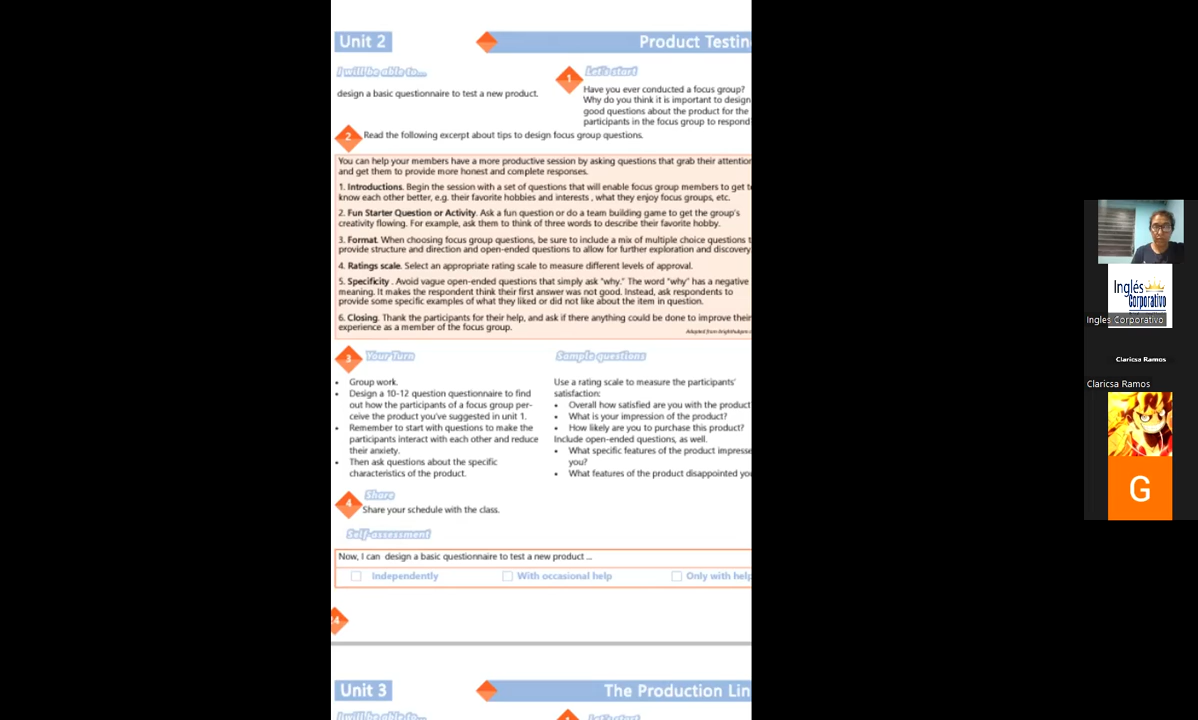 Unit 2
Product Testin
I will be able to...
1
Let's start
design a basic questionnaire to test a new product.
Have you ever conducted a focus group?
Why do you think it is important to design
good questions about the product for the
participants in the focus group to respond
2
Read the following excerpt about tips to design focus group questions.
You can help your members have a more productive session by asking questions that grab their attention
and get them to provide more honest and complete responses.
1. Introductions. Begin the session with a set of questions that will enable focus group members to get t
know each other better, e.g. their favorite hobbies and interests , what they enjoy focus groups, etc.
2. Fun Starter Question or Activity. Ask a fun question or do a team building game to get the group's
creativity flowing. For example, ask them to think of three words to describe their favorite hobby.
3. Format. When choosing focus group questions, be sure to include a mix of multiple choice questions t
provide structure and direction and open-ended questions to allow for further exploration and discovery
4. Ratings scale. Select an appropriate rating scale to measure different levels of approval.
5. Specificity . Avoid vague open-ended questions that simply ask "why." The word "why" has a negative
meaning. It makes the respondent think their first answer was not good. Instead, ask respondents to
provide some specific examples of what they liked or did not like about the item in question.
6. Closing. Thank the participants for their help, and ask if there anything could be done to improve their
experience as a member of the focus group.
Adapted from
3
Your Turn
Sample questions
• Group work.
• Design a 10-12 question questionnaire to find
out how the participants of a focus group per-
ceive the product you've suggested in unit 1.
• Remember to start with questions to make the
participants interact with each other and reduce
their anxiety.
• Then ask questions about the specific
characteristics of the product.
Use a rating scale to measure the participants'
satisfaction:
• Overall how satisfied are you with the product
• What is your impression of the product?
• How likely are you to purchase this product?
Include open-ended questions, as well.
• What specific features of the product impresse
you?
• What features of the product disappointed yo
4
Share
Share your schedule with the class.
Self-assessment
Now, I can design a basic questionnaire to test a new product ...
Independently
With occasional help
Only with help
4
Unit 3
The Production Lin
I will be able to...
1
Let's start
Inglés
Corporativo
Ingles Corporativo
Claricsa Ramos
Claricsa Ramos
G